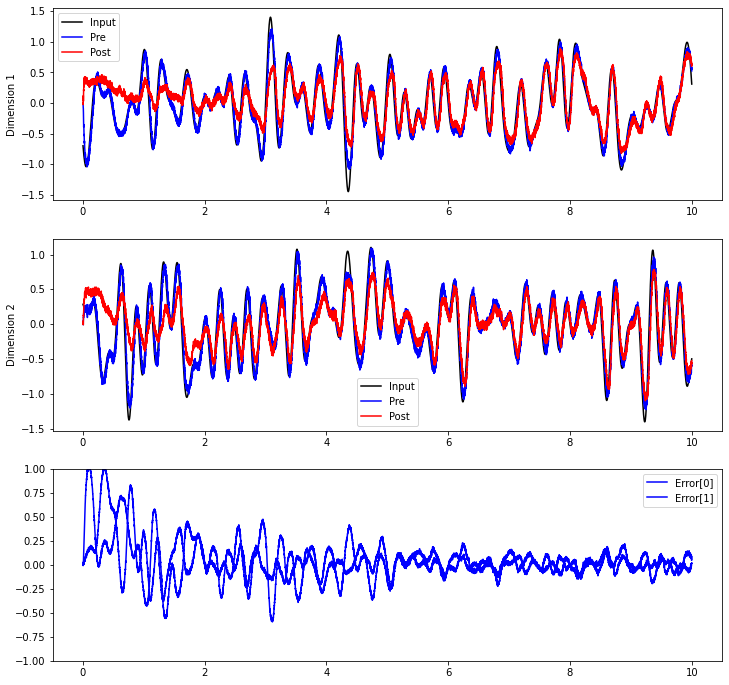 1.5
1.0
0.5
0.0
−0.5
−1.0
−1.5
Dimension 1
Input
Pre
Post
0 2 4 6 8 10
1.0
0.5
0.0
−0.5
−1.0
−1.5
Dimension 2
Input
Pre
Post
0 2 4 6 8 10
1.00
0.75
0.50
0.25
0.00
−0.25
−0.50
−0.75
−1.00
Error[0]
Error[1]
0 2 4 6 8 10